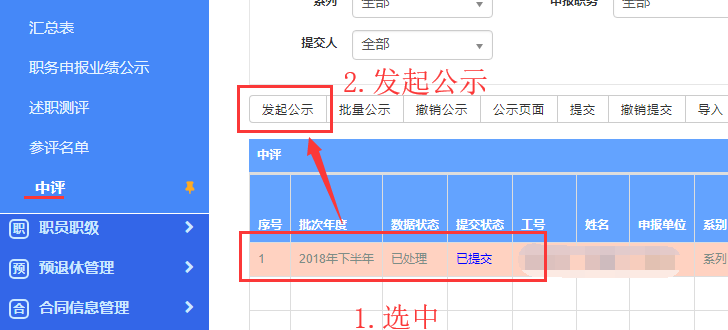 系列 全部 申报职务 全部
汇总表
提交人 全部
职务申报业绩公示
2.发起公示
述职测评
发起公示 批量公示 撤销公示 公示页面 提交 撤销提交 导入
参评名单
中评
中评
序号 批次年度 数据状态 提交状态 工号 姓名 申报单位 系别
职 职员职级
1 2018年下半年 已处理 已提交 系列
预 预退休管理
合 合同信息管理
1.选中